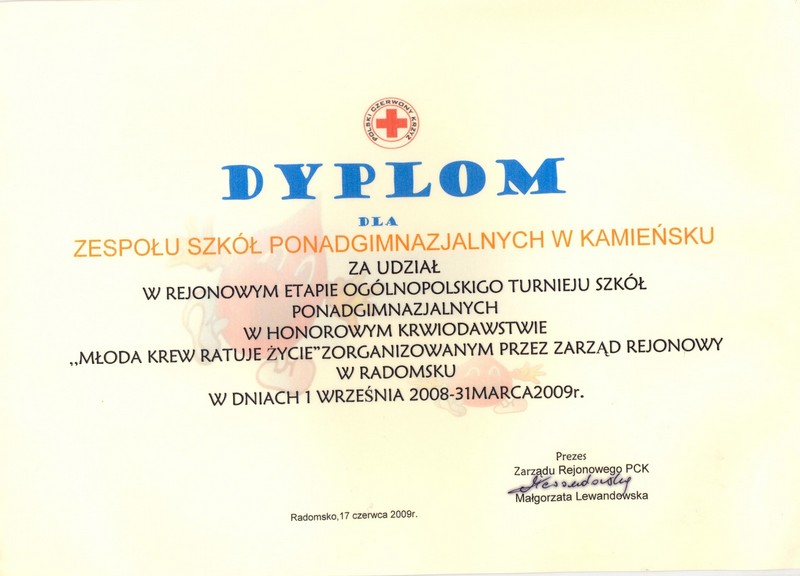 POLSKI CZERWONY KRZYŻ
DYPLOM
DLA
ZESPOŁU SZKÓŁ PONADGIMNAZJALNYCH W KAMIEŃSKU
ZA UDZIAŁ
W REJONOWYM ETAPIE OGÓLNOPOLSKIGO TURNIEJU SZKÓŁ
PONADGIMNAZJALNYCH
W HONOROWYM KRWIODAWSTWIE
,,MŁODA KREW RATUJE ŻYCIE”ZORGANIZOWANYM PRZEZ ZARZĄD REJONOWY
W RADOMSKU
W DNIACH 1 WRZEŚNIA 2008-31MARCA2009r.
Prezes
Zarządu Rejonowego PCK
Lewandowska
Małgorzata Lewandowska
Radomsko,17 czerwca 2009r.